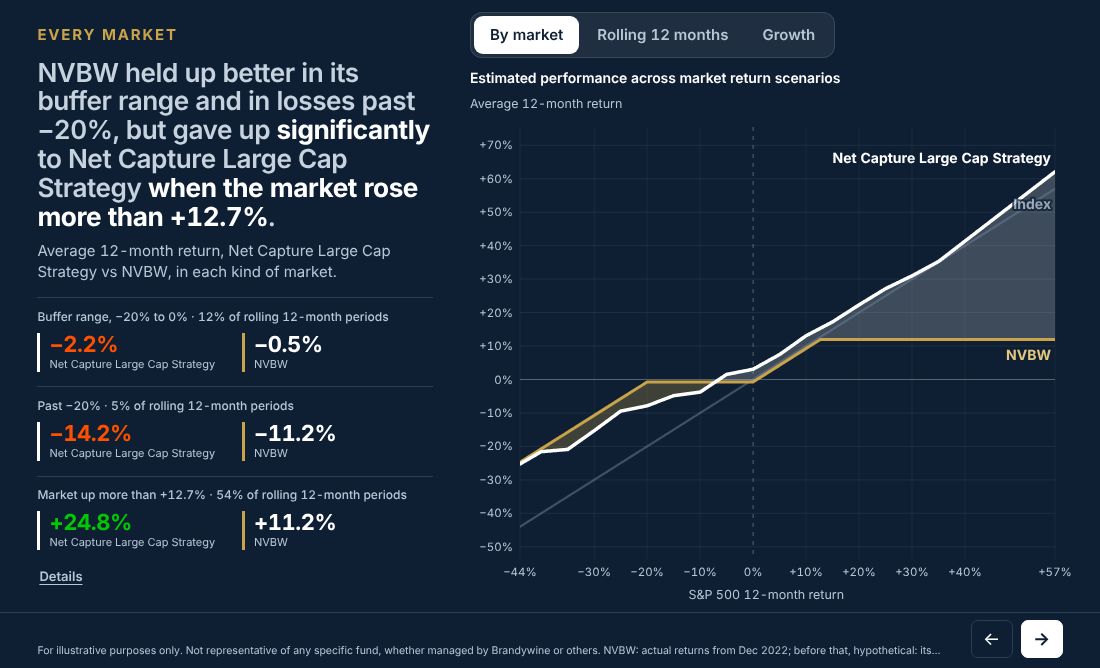 EVERY MARKET
NVBW held up better in its
buffer range and in losses past
−20%, but gave up significantly
to Net Capture Large Cap
Strategy when the market rose
more than +12.7%.
Average 12-month return, Net Capture Large Cap
Strategy vs NVBW, in each kind of market.
Buffer range, −20% to 0% · 12% of rolling 12-month periods
−2.2%
Net Capture Large Cap Strategy
−0.5%
NVBW
Past −20% · 5% of rolling 12-month periods
−14.2%
Net Capture Large Cap Strategy
−11.2%
NVBW
Market up more than +12.7% · 54% of rolling 12-month periods
+24.8%
Net Capture Large Cap Strategy
+11.2%
NVBW
Details
By market
Rolling 12 months
Growth
Estimated performance across market return scenarios
Average 12-month return
+70%
+60%
+50%
+40%
+30%
+20%
+10%
0%
−10%
−20%
−30%
−40%
−50%
Net Capture Large Cap Strategy
Index
NVBW
−44%
−30%
−20%
−10%
0%
+10%
+20%
+30%
+40%
+57%
S&P 500 12-month return
For illustrative purposes only. Not representative of any specific fund, whether managed by Brandywine or others. NVBW: actual returns from Dec 2022; before that, hypothetical: its…